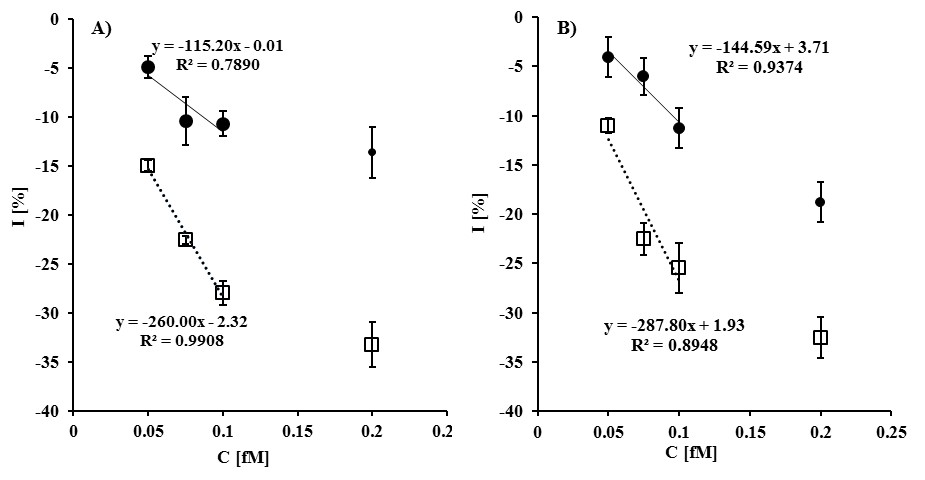 A)
y = -115.20x - 0.01
R² = 0.7890
0
-5
-10
-15
-20
-25
-30
-35
-40
I [%]
y = -260.00x - 2.32
R² = 0.9908
0 0.05 0.1 0.15 0.2 0.2
C [fM]
B)
y = -144.59x + 3.71
R² = 0.9374
0
-5
-10
-15
-20
-25
-30
-35
-40
I [%]
y = -287.80x + 1.93
R² = 0.8948
0 0.05 0.1 0.15 0.2 0.25
C [fM]